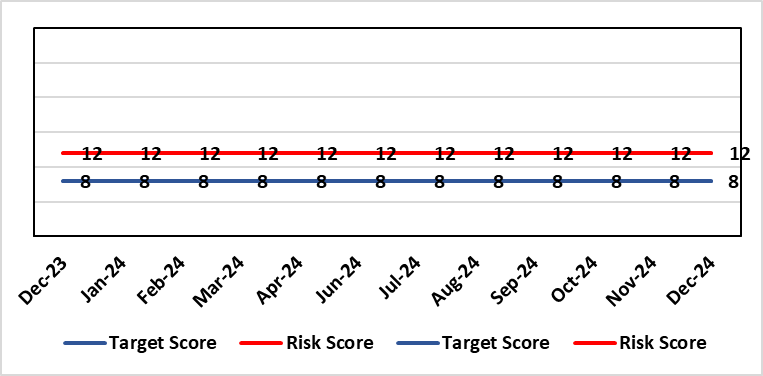 12 12 12 12 12 12 12 12 12 12 12 12
8 8 8 8 8 8 8 8 8 8 8 8
Dec-23 Jan-24 Feb-24 Mar-24 Apr-24 Jun-24 Jul-24 Aug-24 Sep-24 Oct-24 Nov-24 Dec-24
Target Score Risk Score Target Score Risk Score